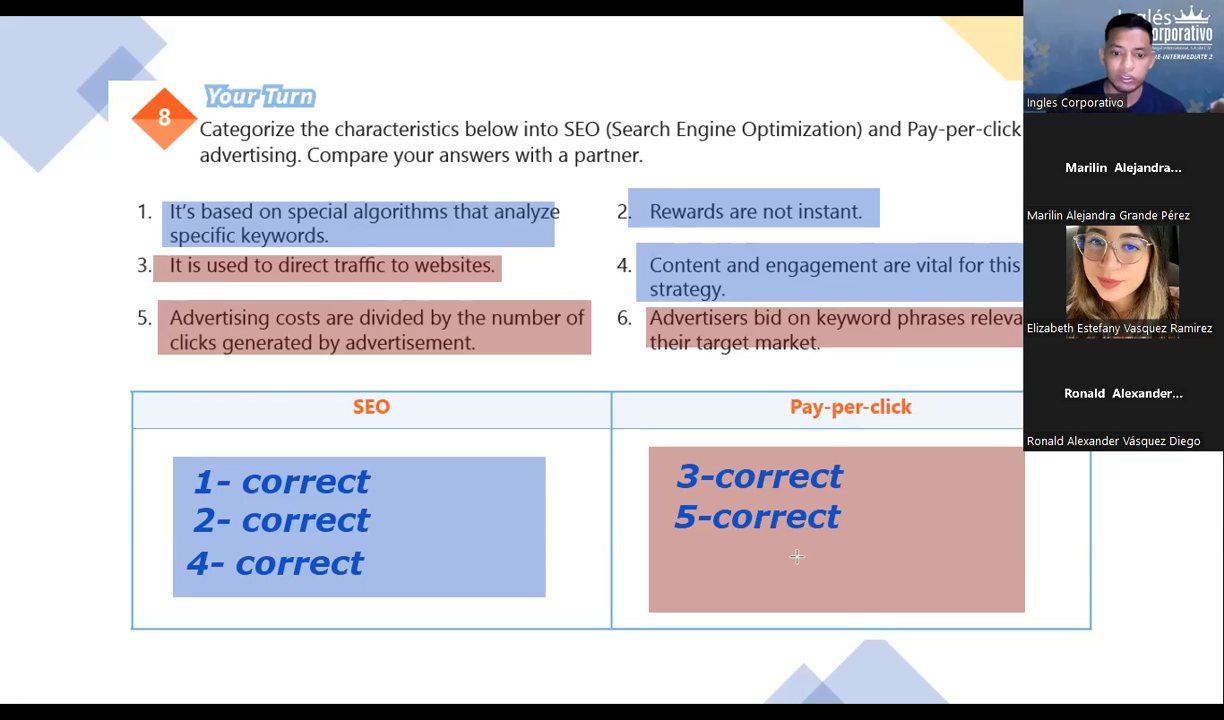 Your Turn
8
Categorize the characteristics below into SEO (Search Engine Optimization) and Pay-per-click
advertising. Compare your answers with a partner.
1. It's based on special algorithms that analyze
specific keywords.
2. Rewards are not instant.
3. It is used to direct traffic to websites.
4. Content and engagement are vital for this
strategy.
5. Advertising costs are divided by the number of
clicks generated by advertisement.
6. Advertisers bid on keyword phrases releva
their target market.
SEO
Pay-per-click
1- correct
2- correct
4- correct
3-correct
5-correct
Inglés
orporativo
RE-INTERMEDIATE 2
Ingles Corporativo
Marilin Alejandra...
Marilin Alejandra Grande Pérez
Elizabeth Estefany Vasquez Ramirez
Ronald Alexander...
Ronald Alexander Vásquez Diego